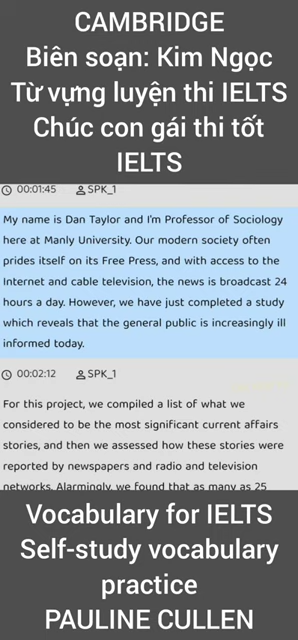 CAMBRIDGE
Biên soạn: Kim Ngọc
Từ vựng luyện thi IELTS
Chúc con gái thi tốt
IELTS
00:01:45 SPK_1
My name is Dan Taylor and I'm Professor of Sociology
here at Manly University. Our modern society often
prides itself on its Free Press, and with access to the
Internet and cable television, the news is broadcast 24
hours a day. However, we have just completed a study
which reveals that the general public is increasingly ill
informed today.
00:02:12 SPK_1
For this project, we compiled a list of what we
considered to be the most significant current affairs
stories, and then we assessed how these stories were
reported by newspapers and radio and television
networks. Alarmingly, we found that as many as 25
Vocabulary for IELTS
Self-study vocabulary
practice
PAULINE CULLEN